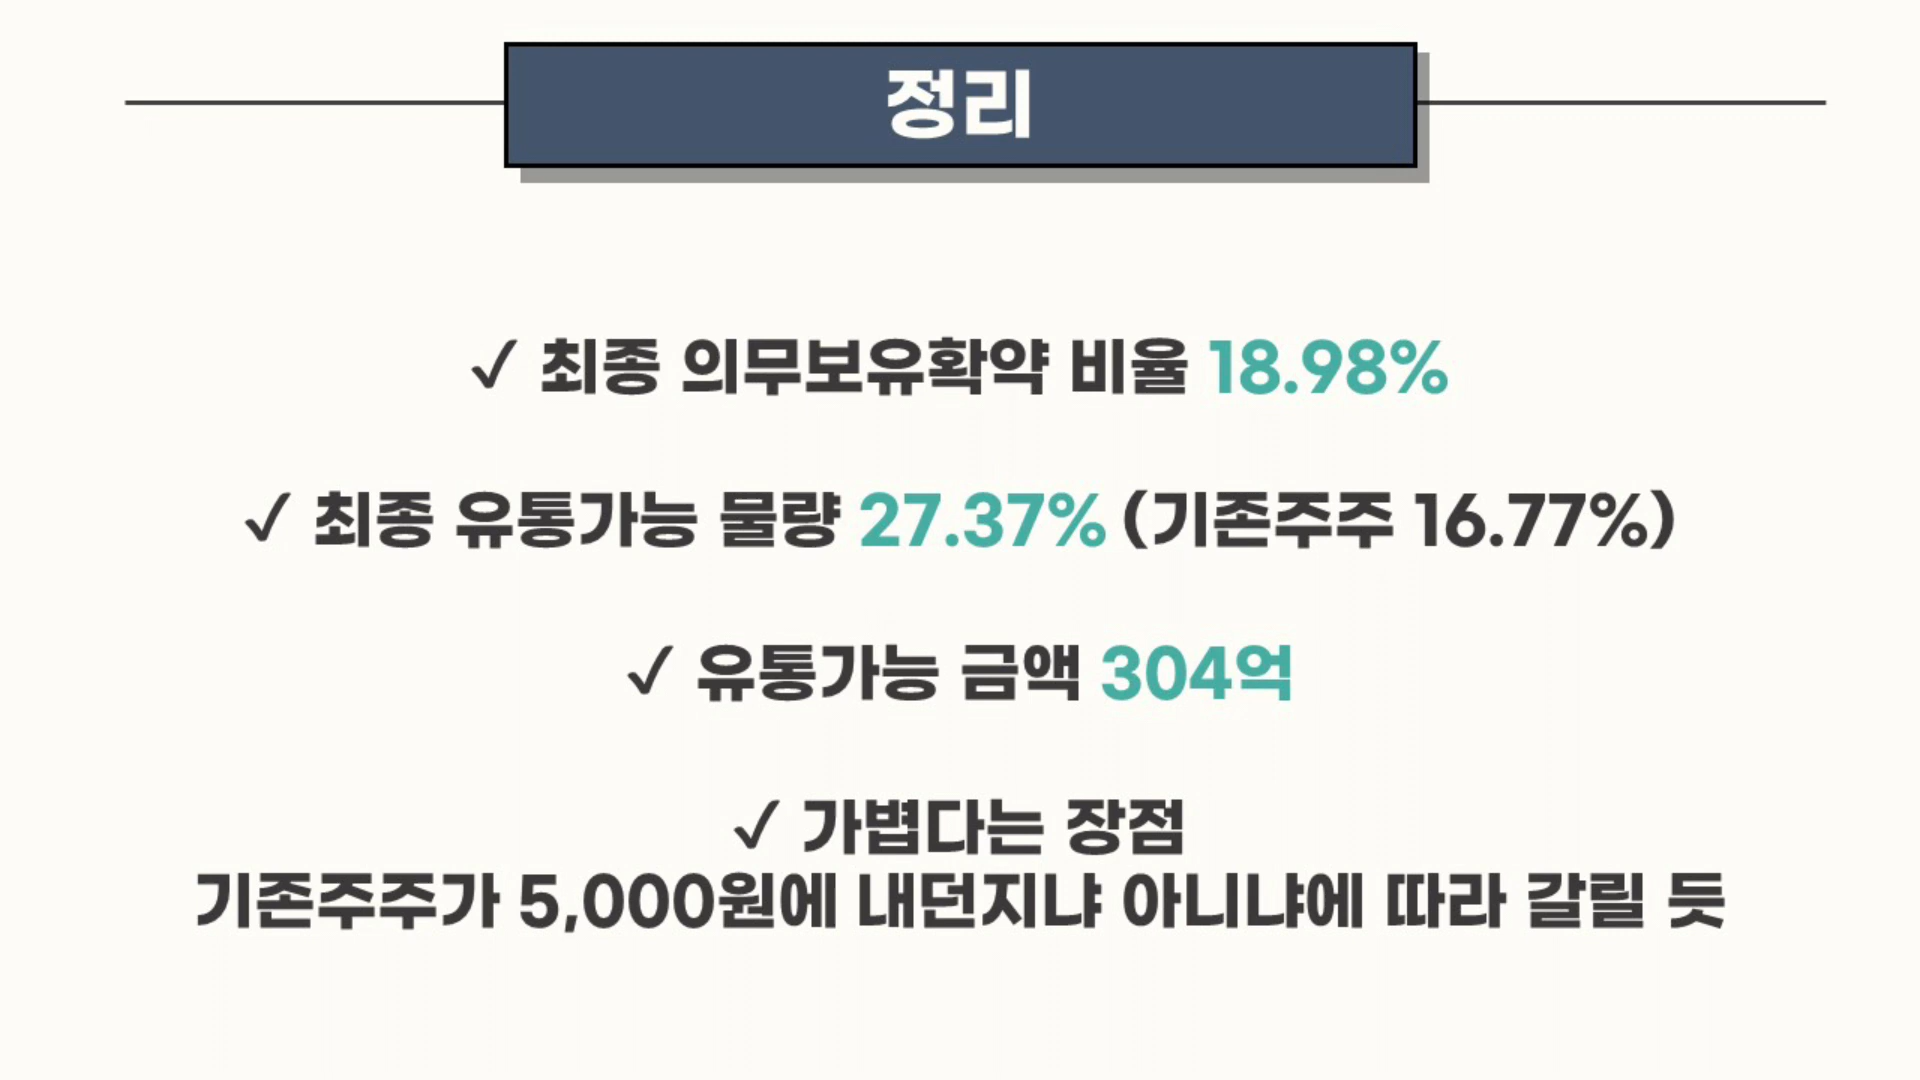 정리
✓ 최종 의무보유확약 비율 18.98%
✓ 최종 유통가능 물량 27.37% (기존주주 16.77%)
✓ 유통가능 금액 304억
✓ 가볍다는 장점
기존주주가 5,000원에 내던지냐 아니냐에 따라 갈릴 듯